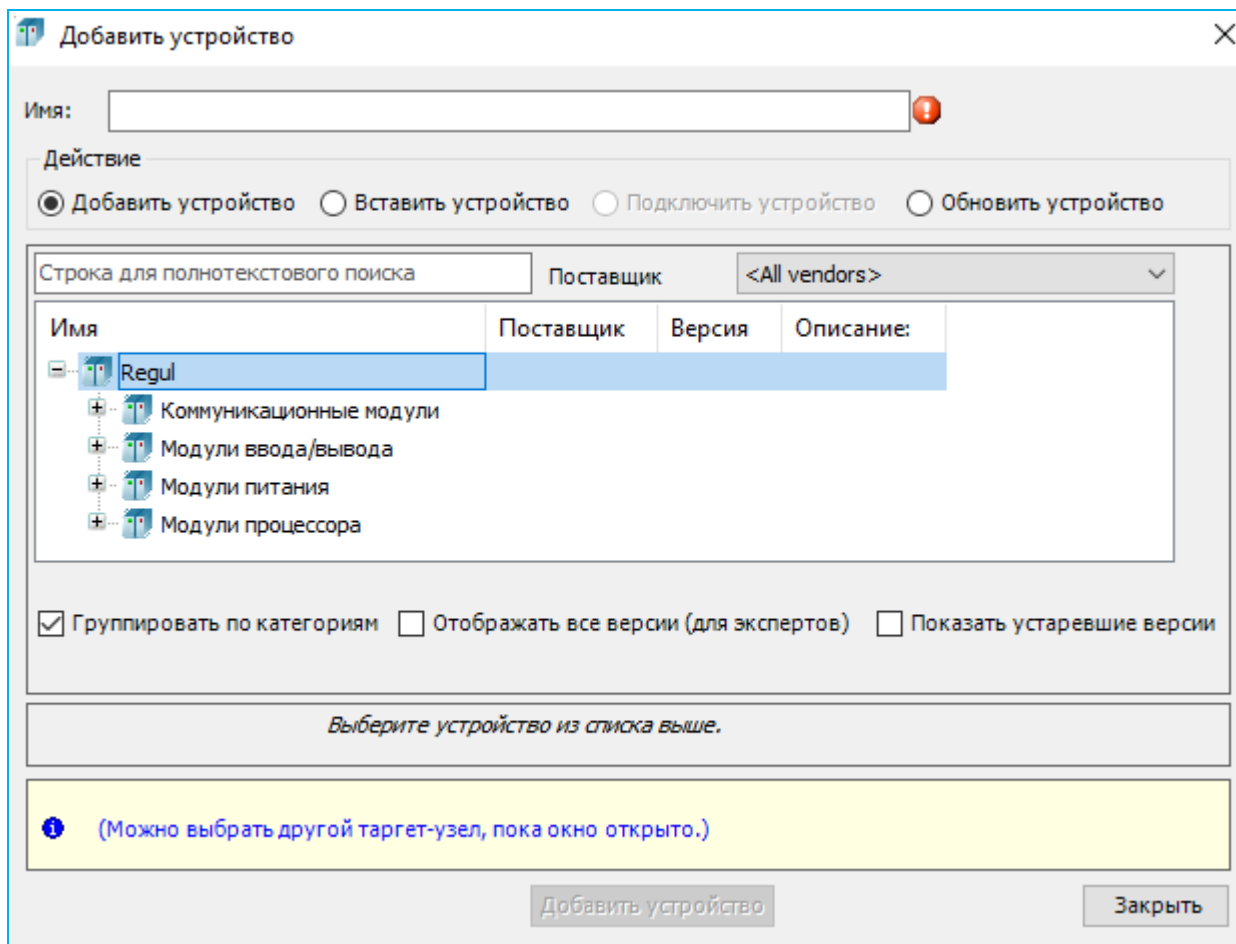 Добавить устройство
Имя:
Действие
Добавить устройство Вставить устройство Подключить устройство Обновить устройство
Строка для полнотекстового поиска Поставщик <All vendors>
Имя Поставщик Версия Описание:
Regul
Коммуникационные модули
Модули ввода/вывода
Модули питания
Модули процессора
Группировать по категориям Отображать все версии (для экспертов) Показать устаревшие версии
Выберите устройство из списка выше.
(Можно выбрать другой таргет-узел, пока окно открыто.)
Добавить устройство Закрыть